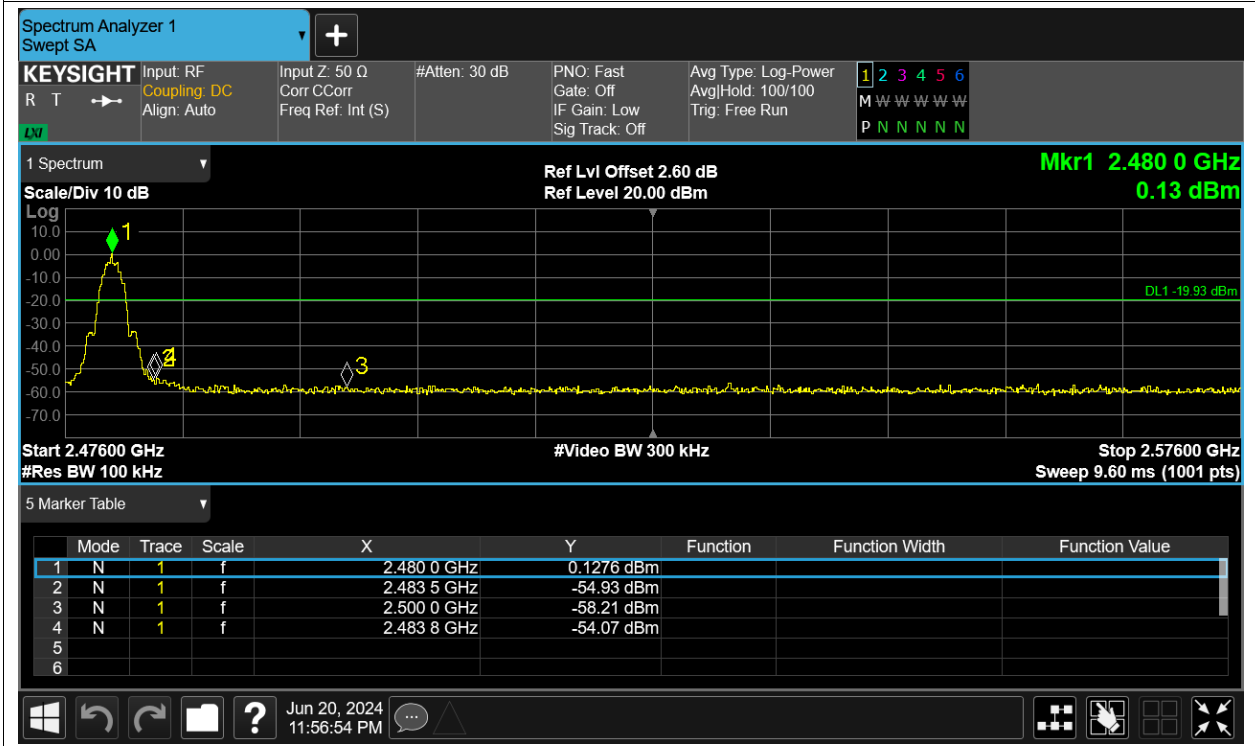 Spectrum Analyzer 1
Swept SA
KEYSIGHT
R T
LXI
Input: RF
Coupling: DC
Align: Auto
Input Z: 50 Ω
Corr CCorr
Freq Ref: Int (S)
#Atten: 30 dB
PNO: Fast
Gate: Off
IF Gain: Low
Sig Track: Off
Avg Type: Log-Power
Avg|Hold: 100/100
Trig: Free Run
1 2 3 4 5 6
M W W W W W
P N N N N N
1 Spectrum
Scale/Div 10 dB
Ref Lvl Offset 2.60 dB
Ref Level 20.00 dBm
Mkr1 2.480 0 GHz
0.13 dBm
Log
10.0
0.00
-10.0
-20.0
-30.0
-40.0
-50.0
-60.0
-70.0
1
3
DL1 -19.93 dBm
Start 2.47600 GHz
#Res BW 100 kHz
#Video BW 300 kHz
Stop 2.57600 GHz
Sweep 9.60 ms (1001 pts)
5 Marker Table
Mode Trace Scale X Y Function Function Width Function Value
1 N 1 f 2.480 0 GHz 0.1276 dBm
2 N 1 f 2.483 5 GHz -54.93 dBm
3 N 1 f 2.500 0 GHz -58.21 dBm
4 N 1 f 2.483 8 GHz -54.07 dBm
5
6
?
Jun 20, 2024
11:56:54 PM